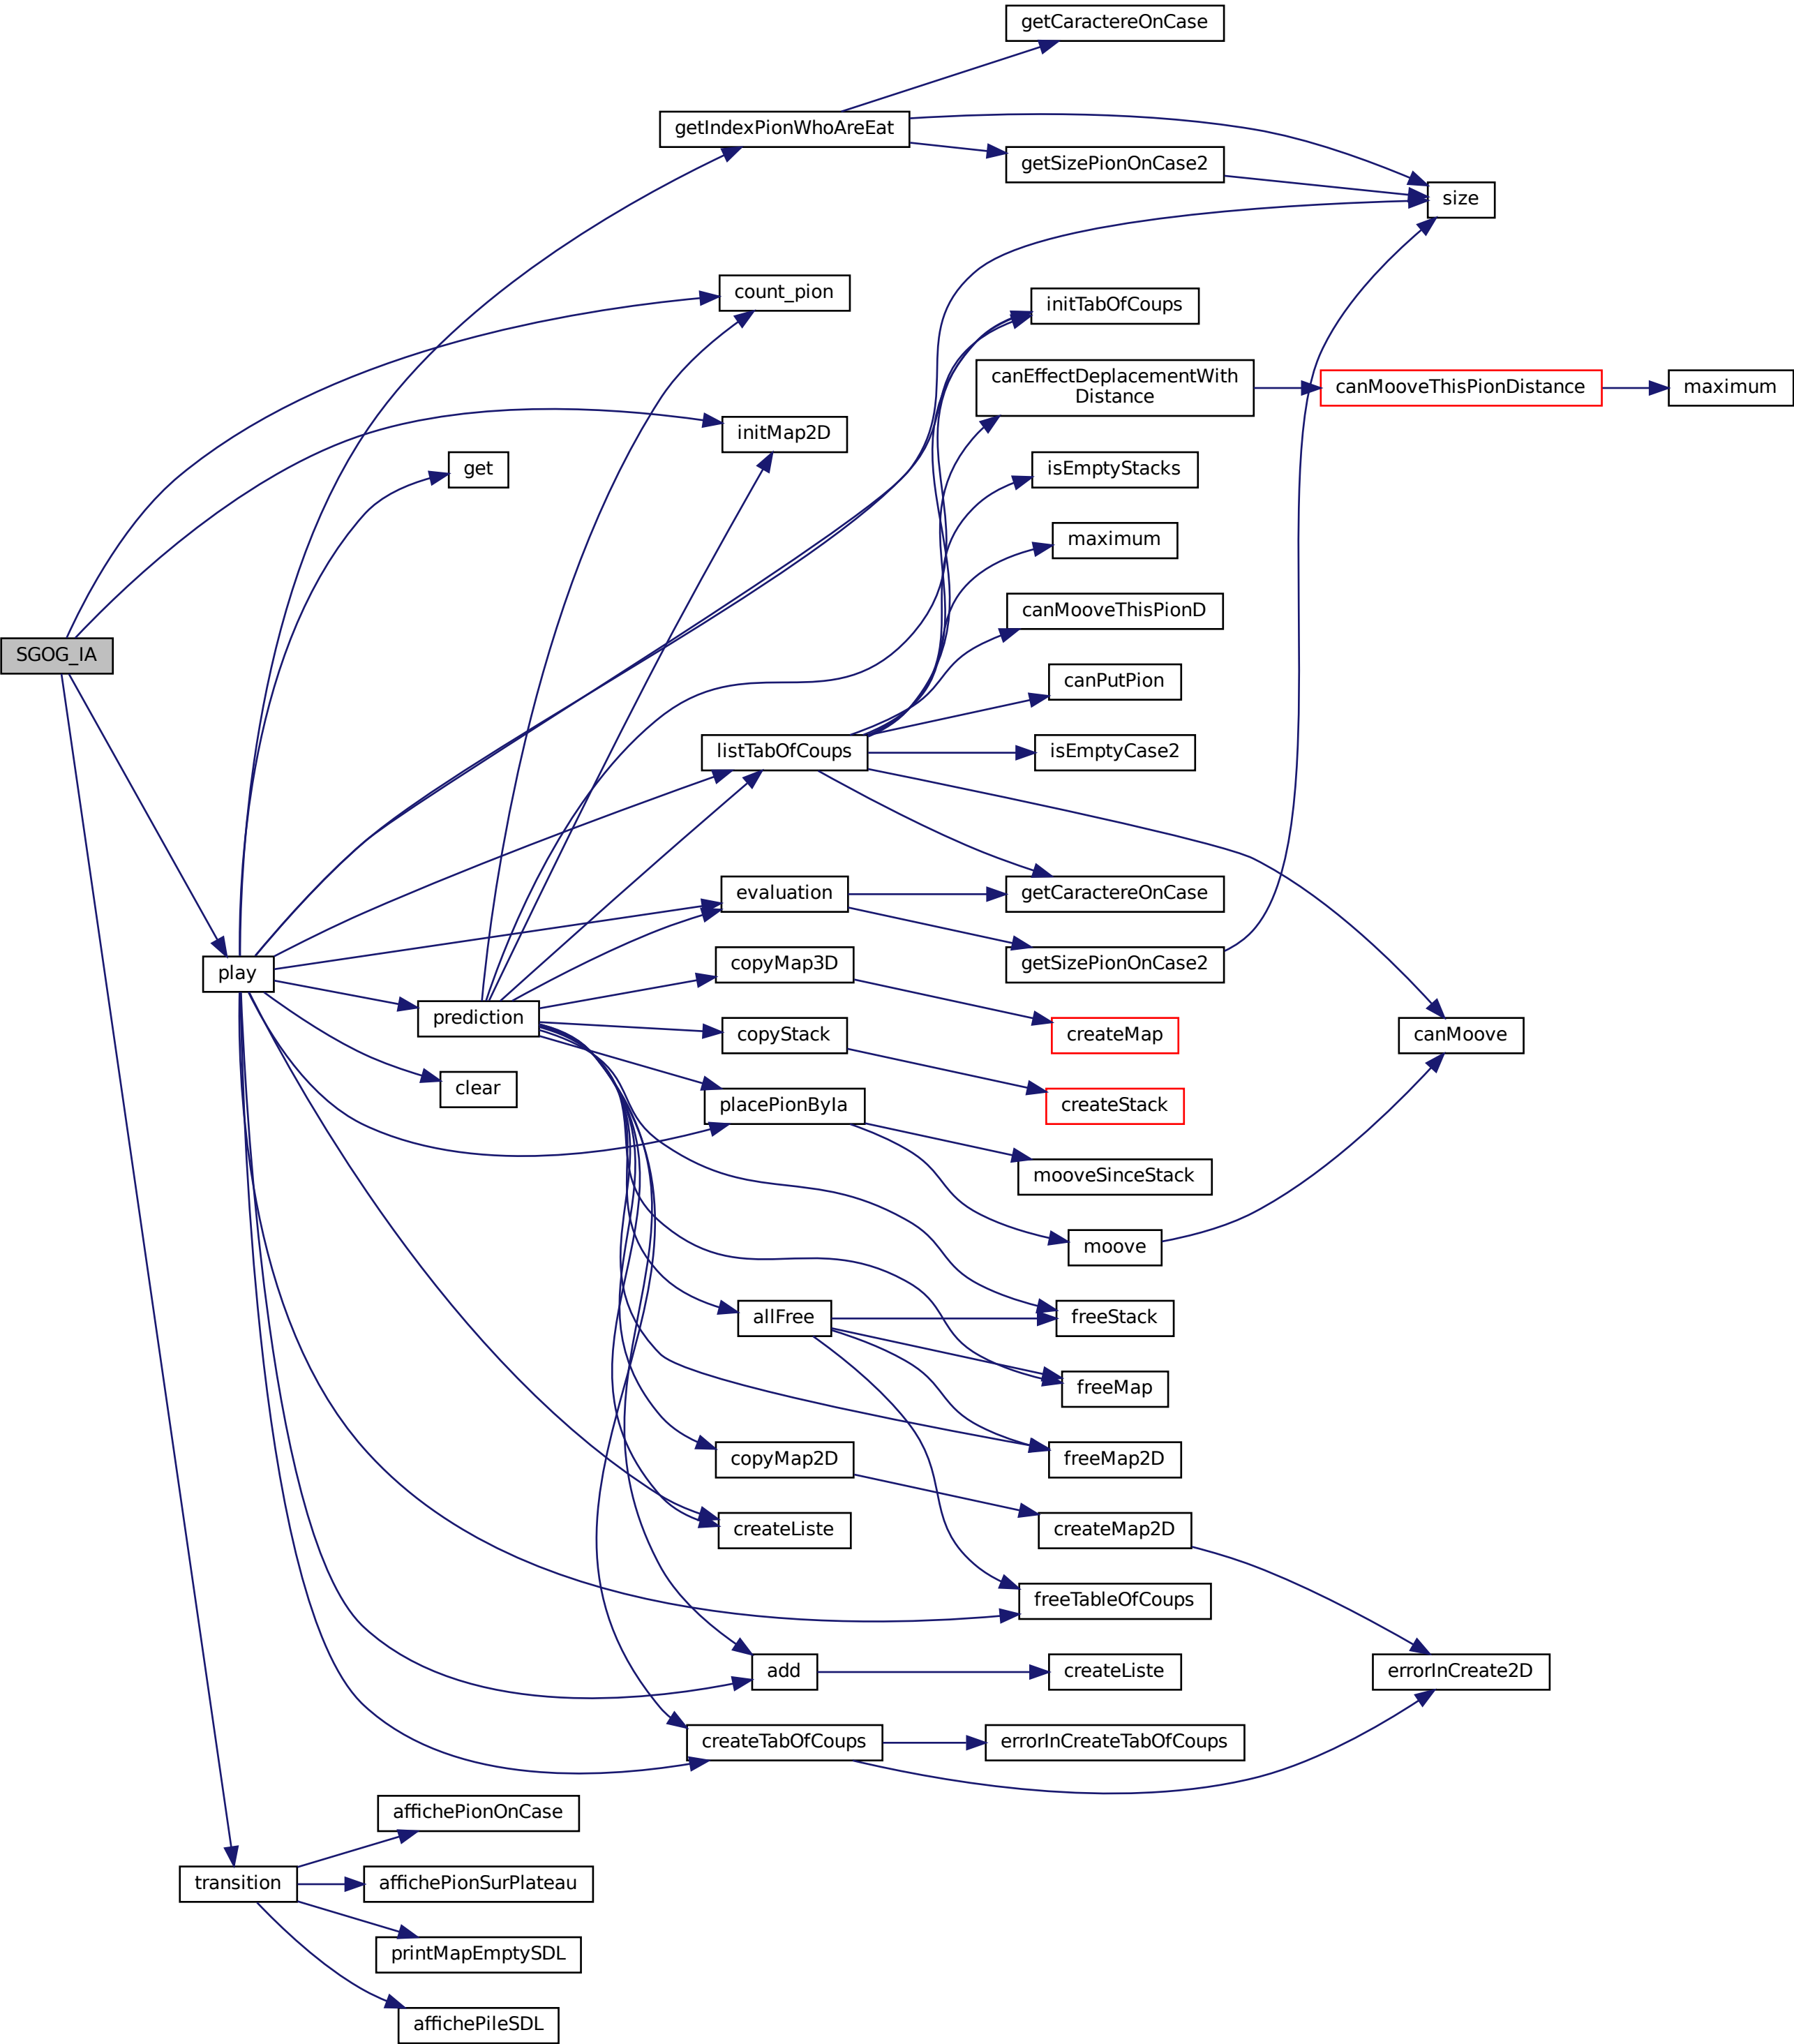 getCaractereOnCase
getIndexPionWhoAreEat
getSizePionOnCase2
size
count_pion
initTabOfCoups
canEffectDeplacementWith
Distance
canMooveThisPionDistance
maximum
initMap2D
get
isEmptyStacks
maximum
canMooveThisPionD
SGOG_IA
canPutPion
listTabOfCoups
isEmptyCase2
evaluation
getCaractereOnCase
play
copyMap3D
getSizePionOnCase2
prediction
copyStack
createMap
canMoove
clear
placePionByIa
createStack
mooveSinceStack
moove
allFree
freeStack
freeMap
copyMap2D
freeMap2D
createListe
createMap2D
freeTableOfCoups
add
createListe
errorInCreate2D
createTabOfCoups
errorInCreateTabOfCoups
affichePionOnCase
transition
affichePionSurPlateau
printMapEmptySDL
affichePileSDL